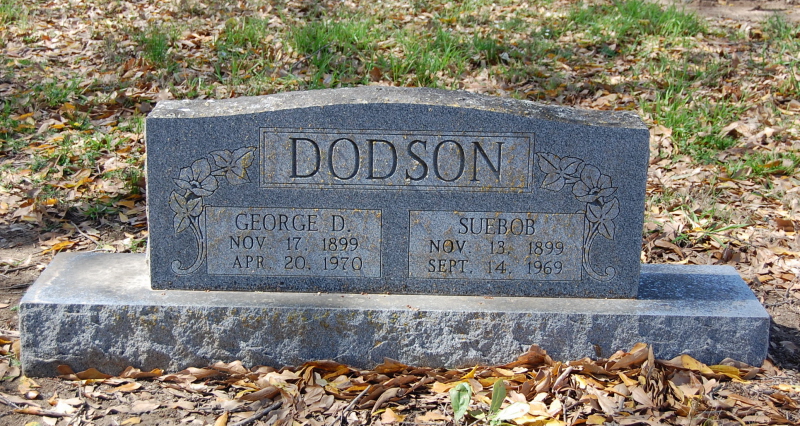 DODSON
GEORGE D.
NOV. 17, 1899
APR. 20, 1970
SUEBOB
NOV. 13, 1899
SEPT. 14, 1969